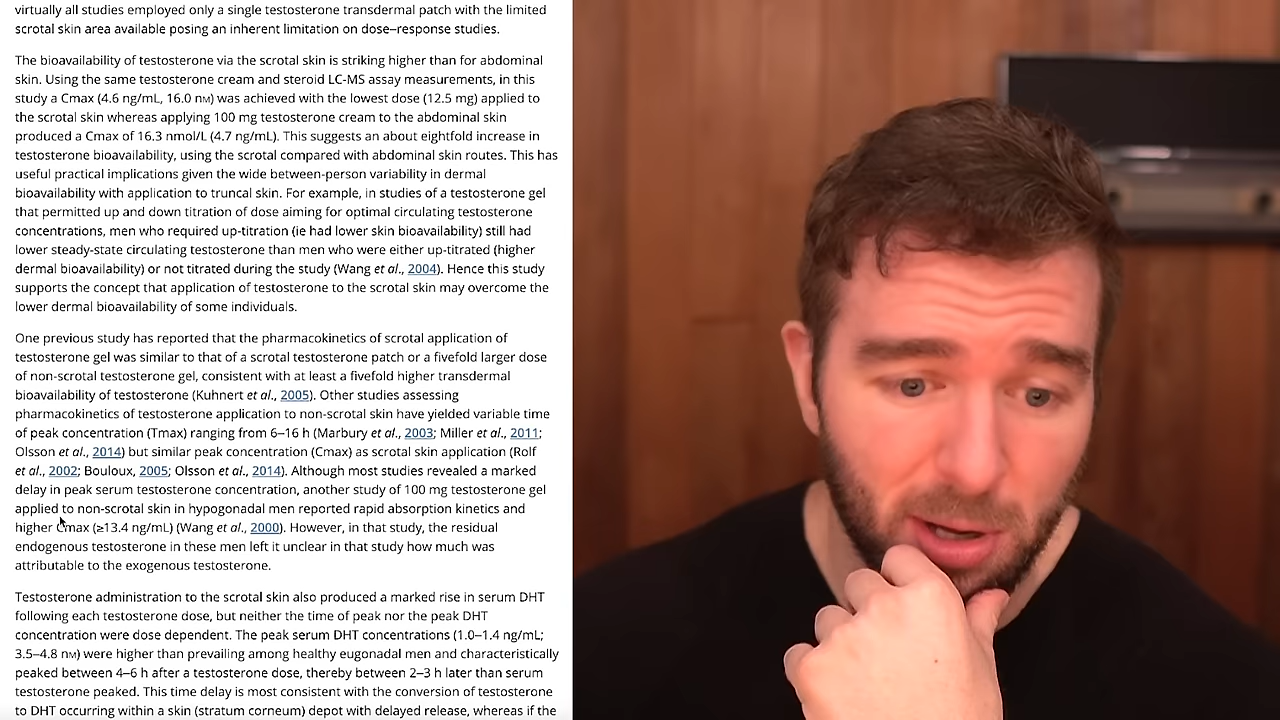 virtually all studies employed only a single testosterone transdermal patch with the limited
scrotal skin area available posing an inherent limitation on dose–response studies.
The bioavailability of testosterone via the scrotal skin is striking higher than for abdominal
skin. Using the same testosterone cream and steroid LC-MS assay measurements, in this
study a Cmax (4.6 ng/mL, 16.0 nM) was achieved with the lowest dose (12.5 mg) applied to
the scrotal skin whereas applying 100 mg testosterone cream to the abdominal skin
produced a Cmax of 16.3 nmol/L (4.7 ng/mL). This suggests an about eightfold increase in
testosterone bioavailability, using the scrotal compared with abdominal skin routes. This has
useful practical implications given the wide between-person variability in dermal
bioavailability with application to truncal skin. For example, in studies of a testosterone gel
that permitted up and down titration of dose aiming for optimal circulating testosterone
concentrations, men who required up-titration (ie had lower skin bioavailability) still had
lower steady-state circulating testosterone than men who were either up-titrated (higher
dermal bioavailability) or not titrated during the study (Wang et al., 2004). Hence this study
supports the concept that application of testosterone to the scrotal skin may overcome the
lower dermal bioavailability of some individuals.
One previous study has reported that the pharmacokinetics of scrotal application of
testosterone gel was similar to that of a scrotal testosterone patch or a fivefold larger dose
of non-scrotal testosterone gel, consistent with at least a fivefold higher transdermal
bioavailability of testosterone (Kuhnert et al., 2005). Other studies assessing
pharmacokinetics of testosterone application to non-scrotal skin have yielded variable time
of peak concentration (Tmax) ranging from 6–16 h (Marbury et al., 2003; Miller et al., 2011;
Olsson et al., 2014) but similar peak concentration (Cmax) as scrotal skin application (Rolf
et al., 2002; Bouloux, 2005; Olsson et al., 2014). Although most studies revealed a marked
delay in peak serum testosterone concentration, another study of 100 mg testosterone gel
applied to non-scrotal skin in hypogonadal men reported rapid absorption kinetics and
higher Cmax (≥13.4 ng/mL) (Wang et al., 2000). However, in that study, the residual
endogenous testosterone in these men left it unclear in that study how much was
attributable to the exogenous testosterone.
Testosterone administration to the scrotal skin also produced a marked rise in serum DHT
following each testosterone dose, but neither the time of peak nor the peak DHT
concentration were dose dependent. The peak serum DHT concentrations (1.0–1.4 ng/mL;
3.5–4.8 nM) were higher than prevailing among healthy eugonadal men and characteristically
peaked between 4–6 h after a testosterone dose, thereby between 2–3 h later than serum
testosterone peaked. This time delay is most consistent with the conversion of testosterone
to DHT occurring within a skin (stratum corneum) depot with delayed release, whereas if the